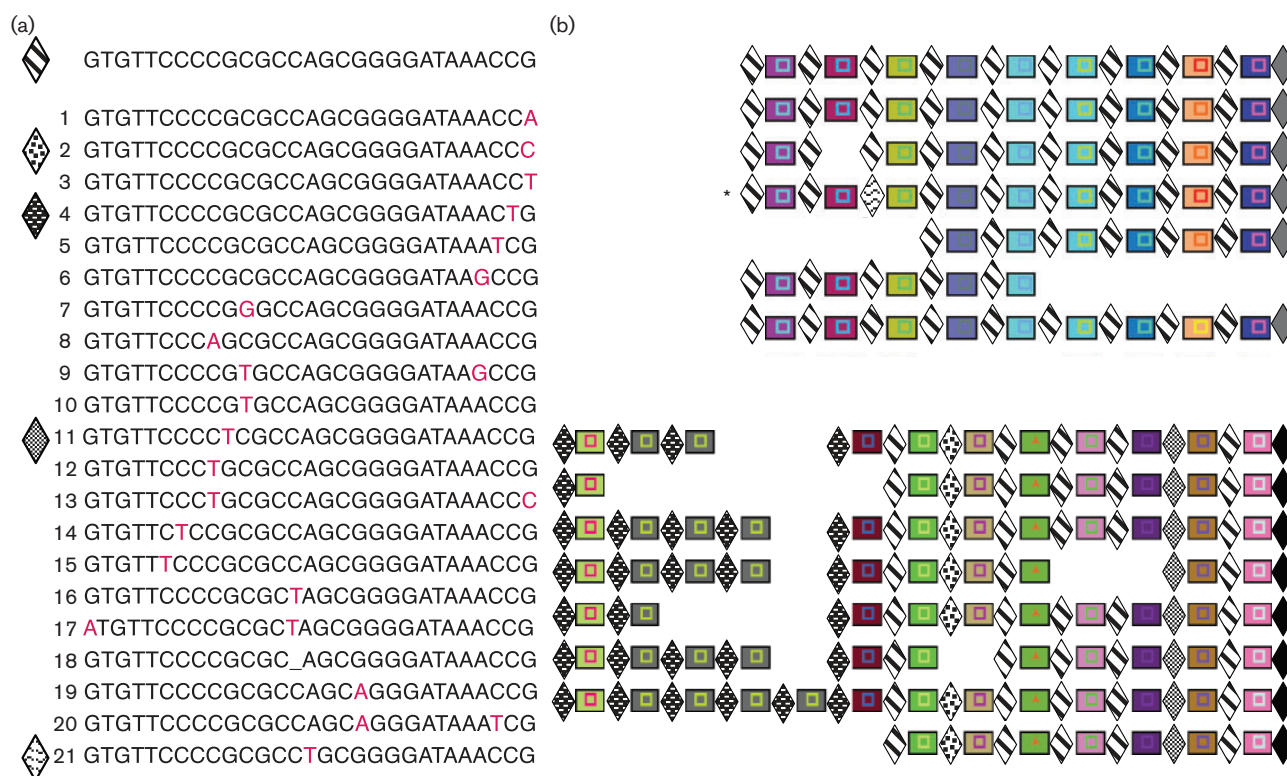 (a)
(b)
GTGTTCCCCGCGCCAGCGGGGATAAACCG
1 GTGTTCCCCGCGCCAGCGGGGATAAACCA
2 GTGTTCCCCGCGCCAGCGGGGATAAACCC
3 GTGTTCCCCGCGCCAGCGGGGATAAACCT
4 GTGTTCCCCGCGCCAGCGGGGATAAACTG
5 GTGTTCCCCGCGCCAGCGGGGATAAATCG
6 GTGTTCCCCGCGCCAGCGGGGATAAGCCG
7 GTGTTCCCCGGGCCAGCGGGGATAAACCG
8 GTGTTCCCAGCGCCAGCGGGGATAAACCG
9 GTGTTCCCCGTGCCAGCGGGGATAAGCCG
10 GTGTTCCCCGTGCCAGCGGGGATAAACCG
11 GTGTTCCCCTCGCCAGCGGGGATAAACCG
12 GTGTTCCCTGCGCCAGCGGGGATAAACCG
13 GTGTTCCCTGCGCCAGCGGGGATAAACCC
14 GTGTTCTCCGCGCCAGCGGGGATAAACCG
15 GTGTTTCCCGCGCCAGCGGGGATAAACCG
16 GTGTTCCCCGCGCTAGCGGGGATAAACCG
17 ATGTTCCCCGCGCTAGCGGGGATAAACCG
18 GTGTTCCCCGCGC_AGCGGGGATAAACCG
19 GTGTTCCCCGCGCCAGCAGGGATAAACCG
20 GTGTTCCCCGCGCCAGCAGGGATAAATCG
21 GTGTTCCCCGCGCCTGCGGGGATAAACCG
*